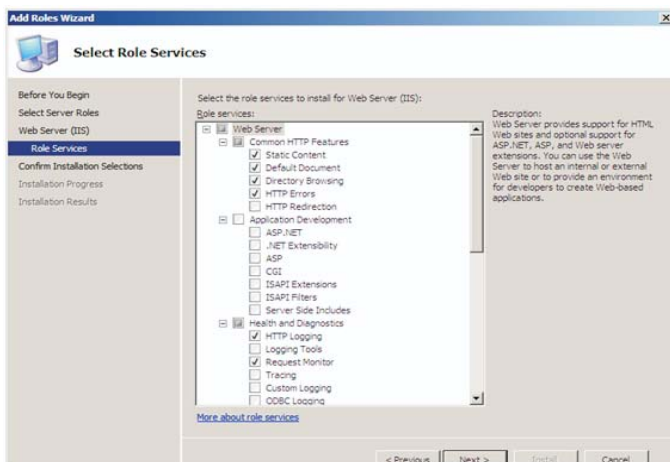 Add Roles Wizard
Select Role Services
Before You Begin
Select Server Roles
Web Server (IIS)
Role Services
Confirm Installation Selections
Installation Progress
Installation Results
Select the role services to install for Web Server (IIS):
Role services:
Web Server
Common HTTP Features
Static Content
Default Document
Directory Browsing
HTTP Errors
HTTP Redirection
Application Development
ASP.NET
.NET Extensibility
ASP
CGI
ISAPI Extensions
ISAPI Filters
Server Side Includes
Health and Diagnostics
HTTP Logging
Logging Tools
Request Monitor
Tracing
Custom Logging
ODBC Logging
More about role services
Description:
Web Server provides support for HTML
Web sites and optional support for
ASP.NET, ASP, and Web server
extensions. You can use the Web
Server to host an internal or external
Web site or to provide an environment
for developers to create Web-based
applications.
< Previous
Next >
Install
Cancel